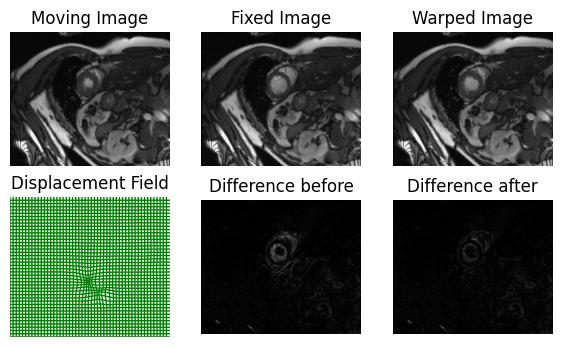 Moving Image
Fixed Image
Warped Image
Displacement Field
Difference before
Difference after